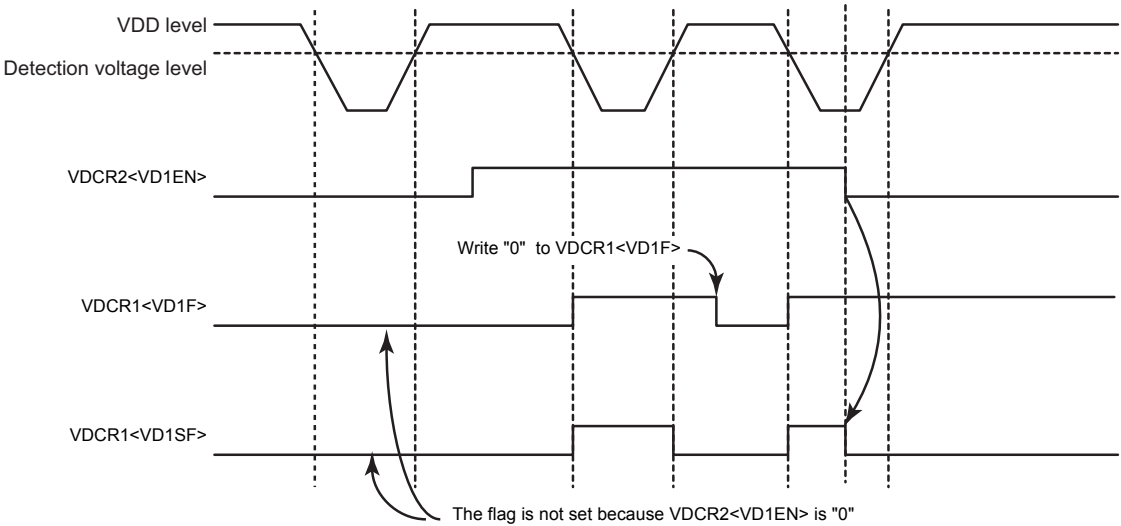 VDD level
Detection voltage level
VDCR2<VD1EN>
Write "0" to VDCR1<VD1F>
VDCR1<VD1F>
VDCR1<VD1SF>
The flag is not set because VDCR2<VD1EN> is "0"